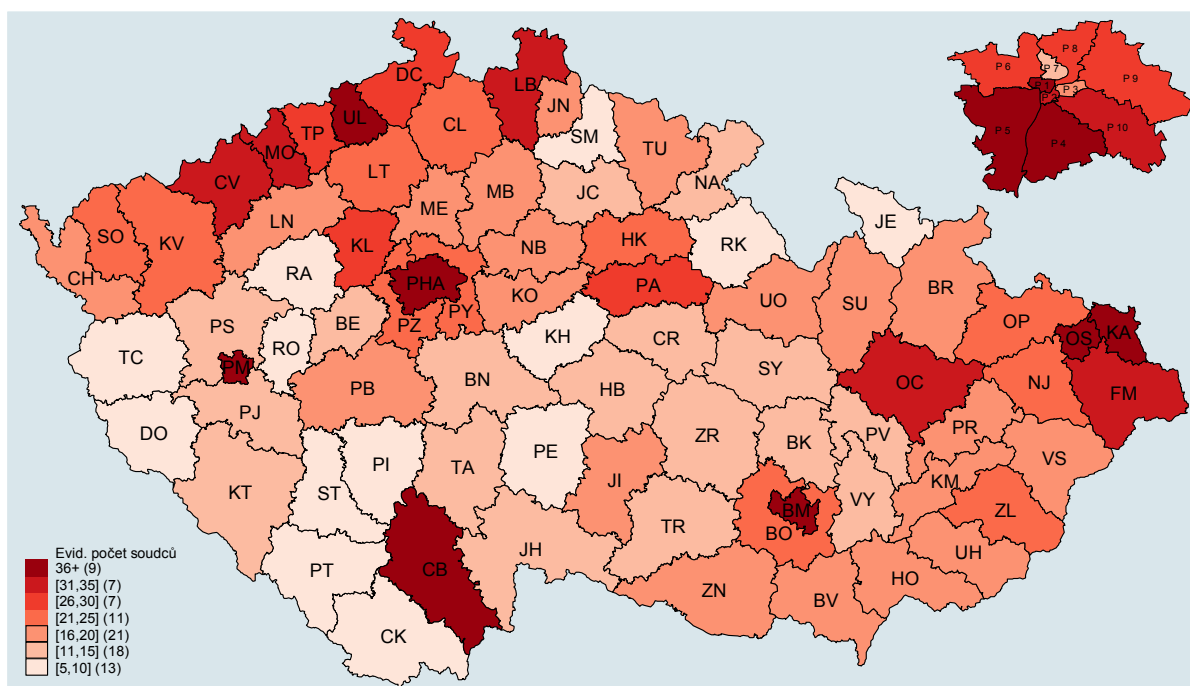 DC
LB
P 8
P 6
P 7
P 9
P 1
P 3
P 2
P 5
P 4
P 10
JN
UL
TP
CL
SM
MO
TU
CV
LT
MB
JC
NA
LN
ME
SO
KV
KL
NB
HK
RK
JE
RA
CH
PHA
PA
KO
UO
SU
BR
PS
BE
PZ
PY
OP
KA
OS
TC
RO
KH
CR
PM
SY
OC
NJ
FM
PB
BN
HB
PJ
DO
ZR
BK
PV
PR
PI
TA
PE
VS
KT
ST
JI
KM
VY
BM
ZL
TR
BO
JH
UH
PT
CB
HO
ZN
BV
CK
Evid. počet soudců
36+ (9)
[31,35] (7)
[26,30] (7)
[21,25] (11)
[16,20] (21)
[11,15] (18)
[5,10] (13)